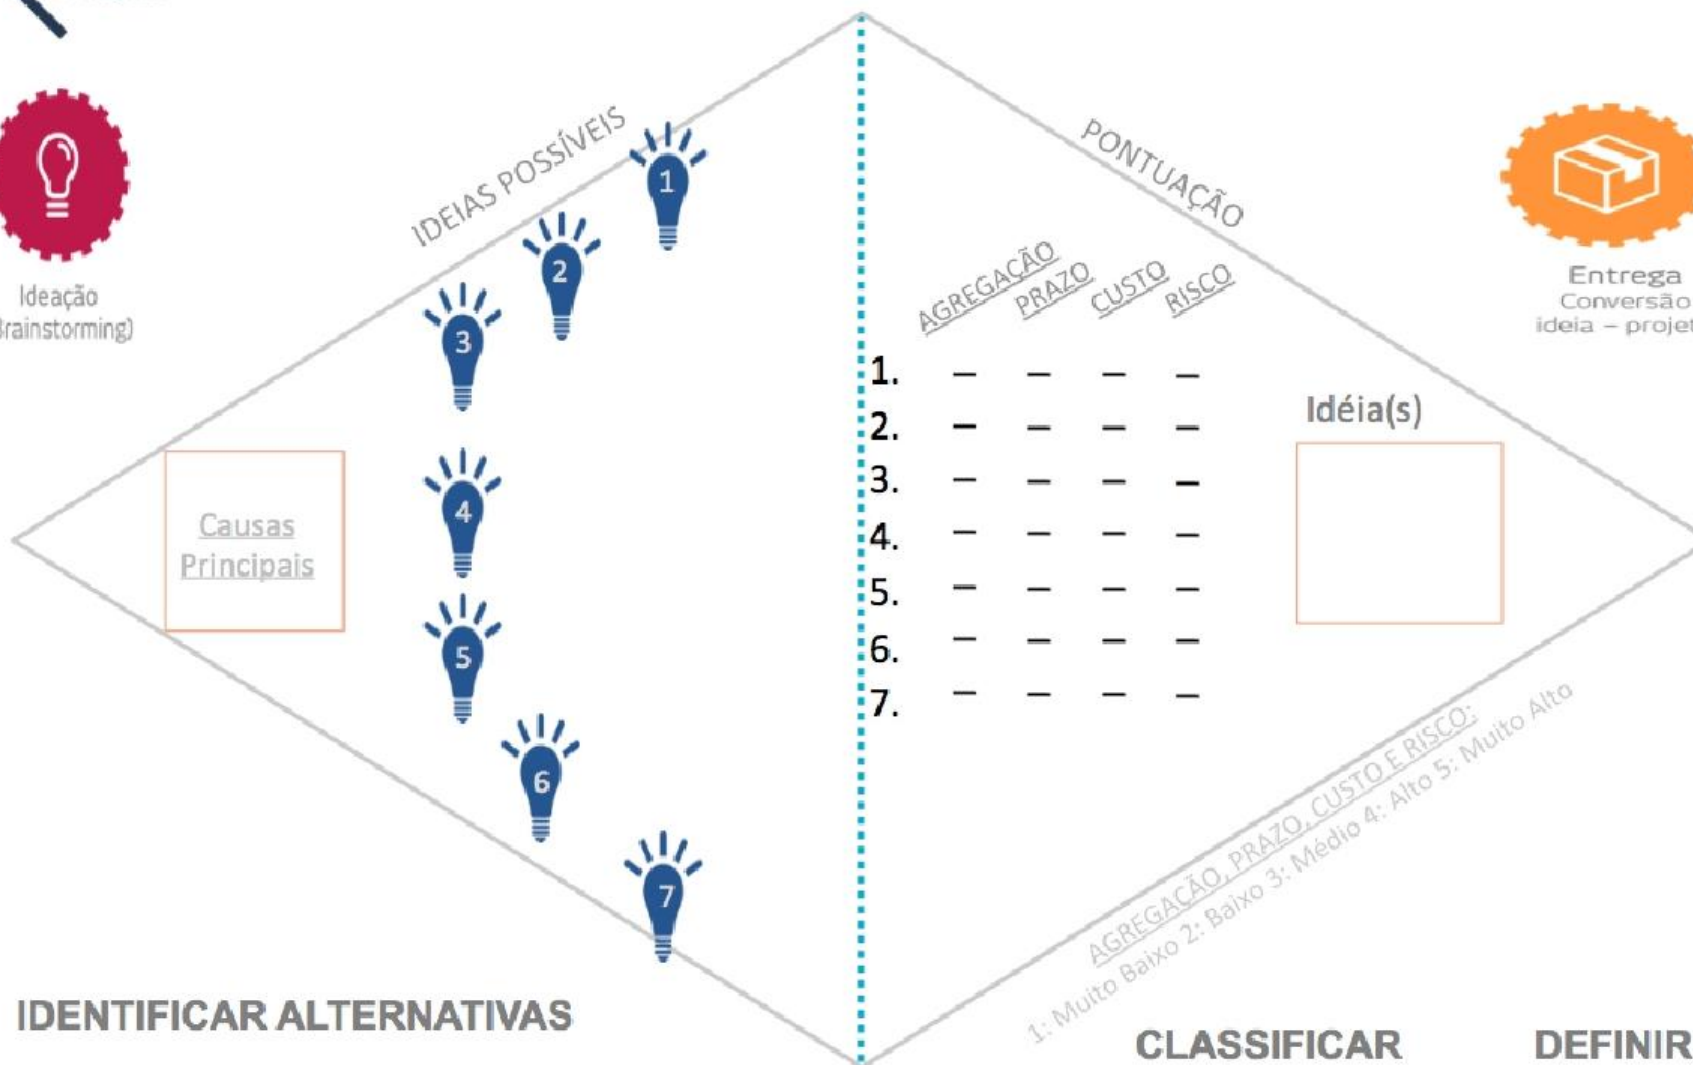 IDEIAS POSSÍVEIS
1
2
3
4
5
6
7
Ideação
Brainstorming)
Causas
Principais
IDENTIFICAR ALTERNATIVAS
PONTUAÇÃO
AGREGAÇÃO PRAZO CUSTO RISCO
1. – – – –
2. – – – –
3. – – – –
4. – – – –
5. – – – –
6. – – – –
7. – – – –
Entrega
Conversão
ideia – projet
Idéia(s)
AGREGAÇÃO, PRAZO, CUSTO E RISCO:
1: Muito Baixo 2: Baixo 3: Médio 4: Alto 5: Muito Alto
CLASSIFICAR
DEFINIR